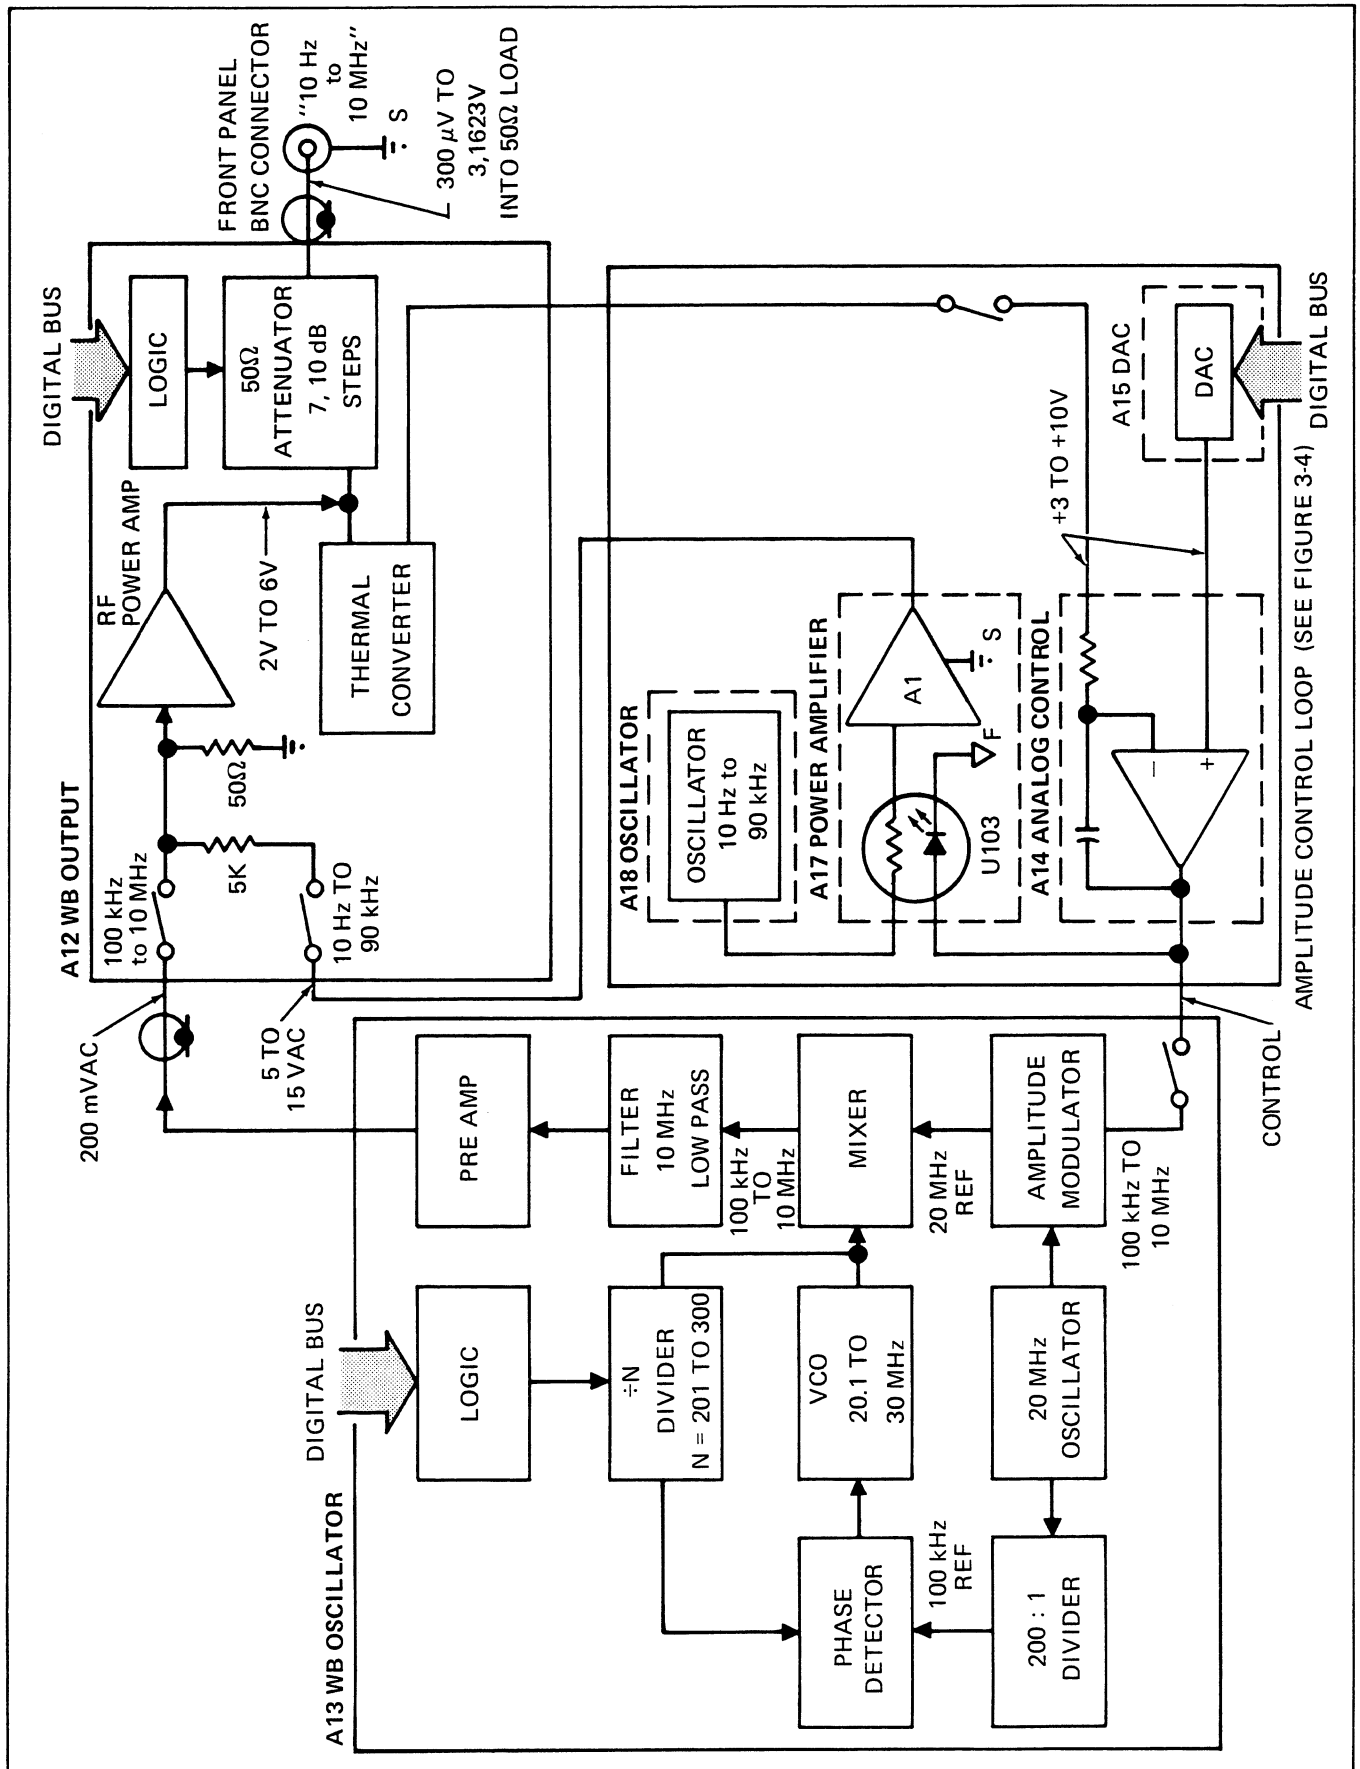 A13 WB OSCILLATOR
DIGITAL BUS
LOGIC
÷N
DIVIDER
N = 201 TO 300
PHASE
DETECTOR
VCO
20.1 TO
30 MHz
100 kHz
REF
200 : 1
DIVIDER
20 MHz
OSCILLATOR
PRE AMP
FILTER
10 MHz
LOW PASS
100 kHz
TO
10 MHz
MIXER
20 MHz
REF
AMPLITUDE
MODULATOR
100 kHz TO
10 MHz
CONTROL
200 mVAC
5 TO
15 VAC
A12 WB OUTPUT
100 kHz
to 10 MHz
5K
10 Hz TO
90 kHz
50Ω
RF
POWER AMP
2V TO 6V
THERMAL
CONVERTER
DIGITAL BUS
LOGIC
50Ω
ATTENUATOR
7, 10 dB
STEPS
FRONT PANEL
BNC CONNECTOR
"10 Hz
to
10 MHz"
S
300 μV TO
3,1623V
INTO 50Ω LOAD
A18 OSCILLATOR
OSCILLATOR
10 Hz to
90 kHz
A17 POWER AMPLIFIER
A1
S
F
U103
A14 ANALOG CONTROL
−
+
+3 TO +10V
A15 DAC
DAC
DIGITAL BUS
AMPLITUDE CONTROL LOOP (SEE FIGURE 3-4)